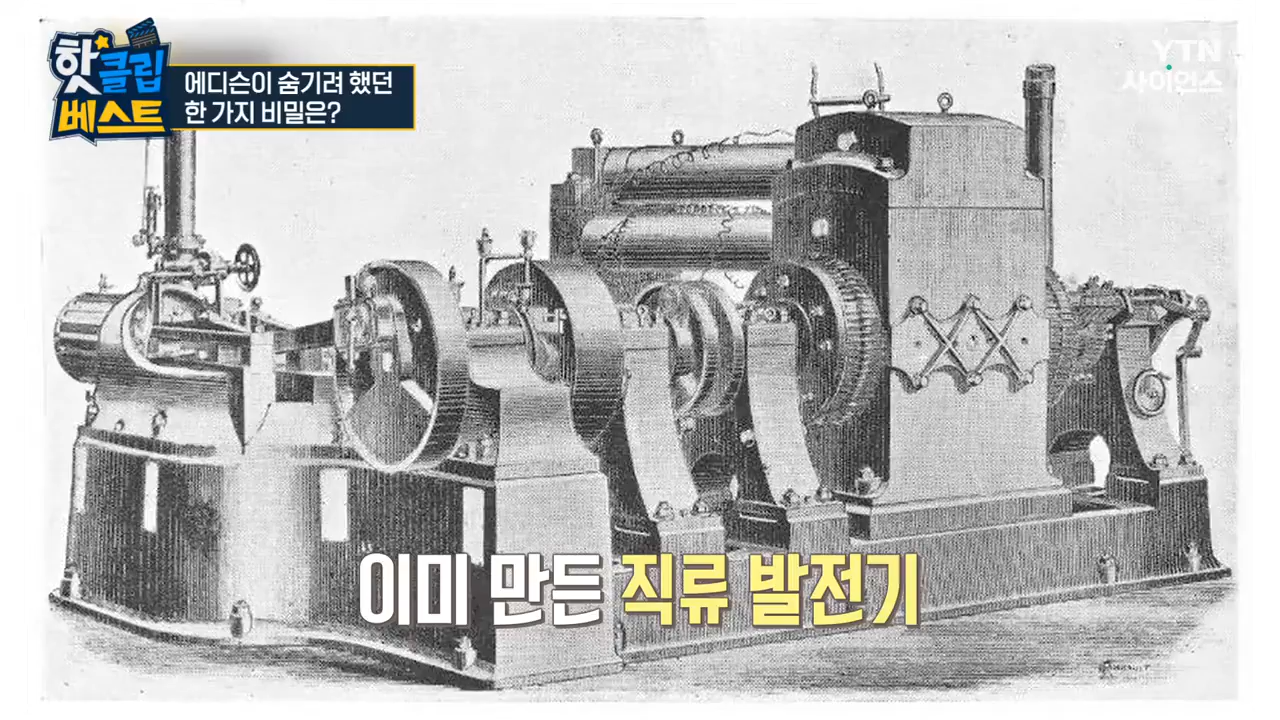 핫클립
베스트
에디슨이 숨기려 했던
한 가지 비밀은?
YTN
사이언스
이미 만든 직류 발전기